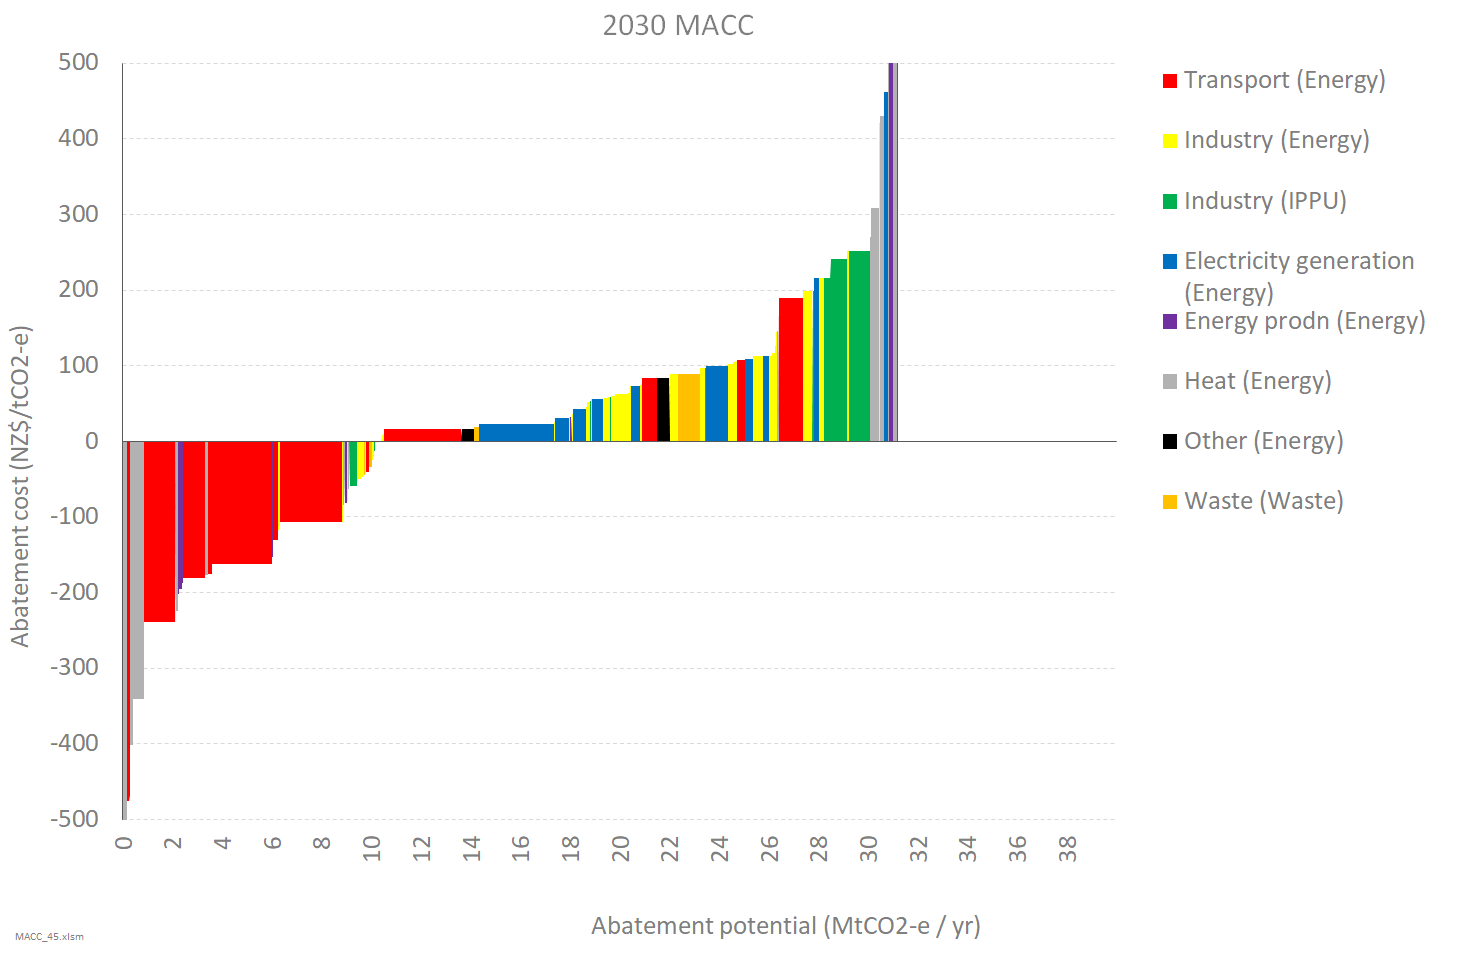 2030 MACC
500
400
300
200
100
0
-100
-200
-300
-400
-500
Abatement cost (NZ$/tCO2-e)
0 2 4 6 8 10 12 14 16 18 20 22 24 26 28 30 32 34 36 38
Abatement potential (MtCO2-e / yr)
Transport (Energy)
Industry (Energy)
Industry (IPPU)
Electricity generation
(Energy)
Energy prodn (Energy)
Heat (Energy)
Other (Energy)
Waste (Waste)
MACC_45.xlsm